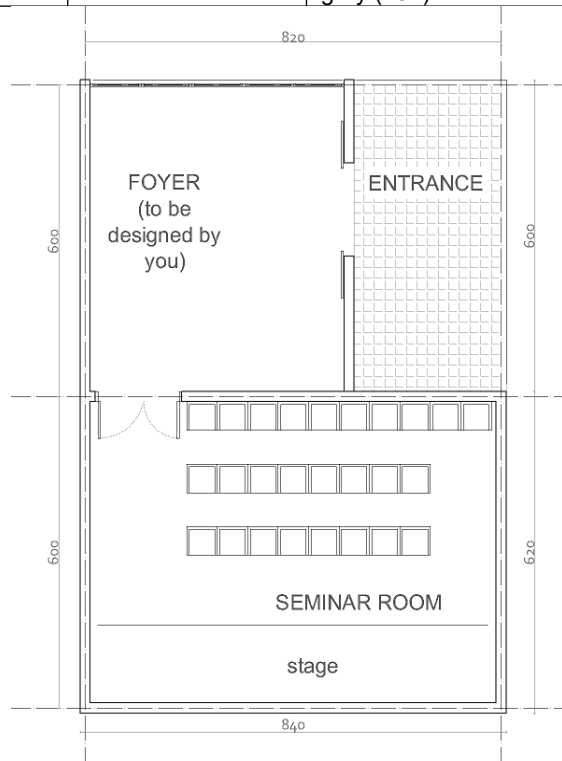 820
FOYER
(to be
designed by
you)
ENTRANCE
600
600
600
620
SEMINAR ROOM
stage
840